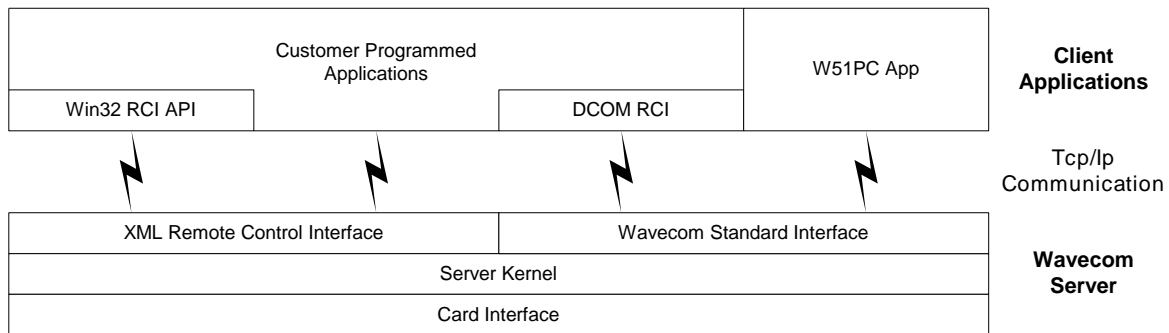 Customer Programmed
Applications
W51PC App
Client
Applications
Win32 RCI API
DCOM RCI
Tcp/Ip
Communication
XML Remote Control Interface
Wavecom Standard Interface
Server Kernel
Wavecom
Server
Card Interface